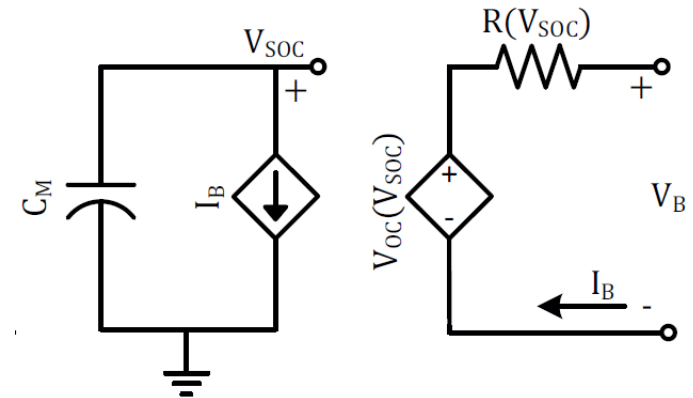 V_SOC
+
C_M
I_B
R(V_SOC)
+
V_OC(V_SOC)
+
-
V_B
I_B
-